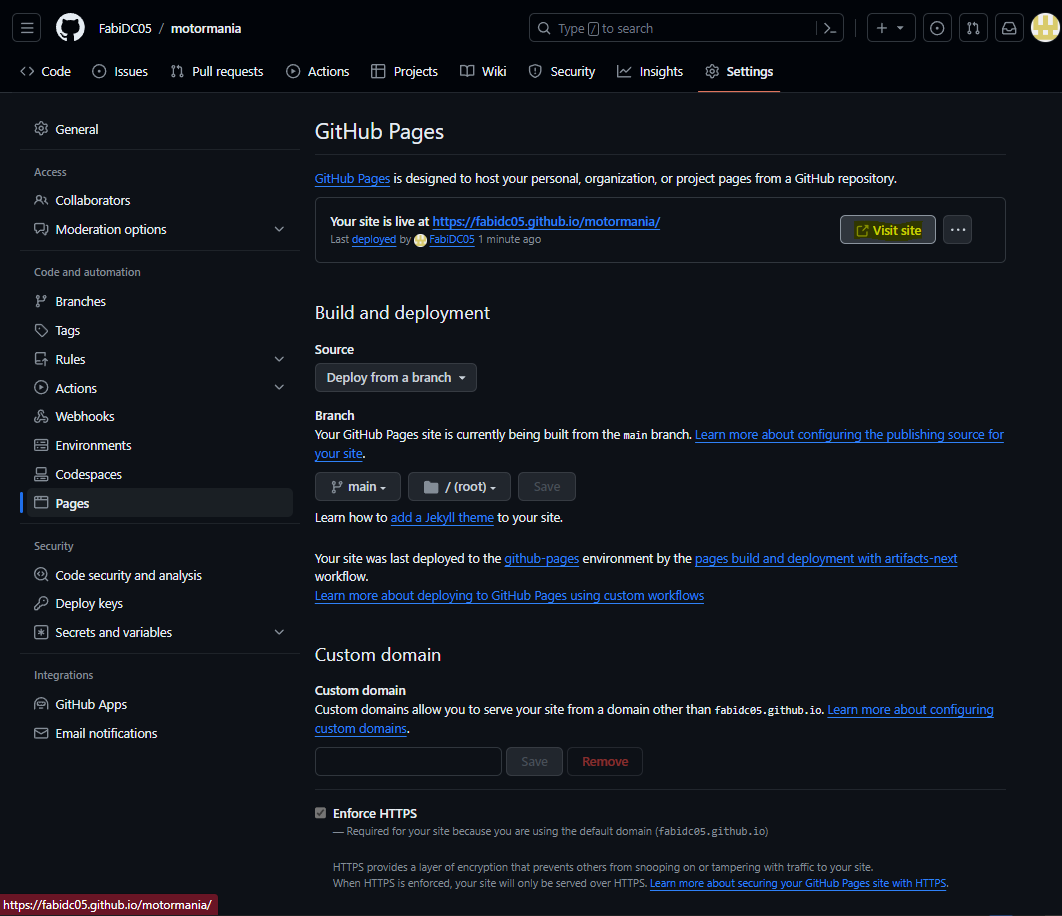 FabiDC05 / motormania
Type / to search
Code
Issues
Pull requests
Actions
Projects
Wiki
Security
Insights
Settings
General
Access
Collaborators
Moderation options
Code and automation
Branches
Tags
Rules
Actions
Webhooks
Environments
Codespaces
Pages
Security
Code security and analysis
Deploy keys
Secrets and variables
Integrations
GitHub Apps
Email notifications
GitHub Pages
GitHub Pages is designed to host your personal, organization, or project pages from a GitHub repository.
Your site is live at https://fabidc05.github.io/motormania/
Last deployed by FabiDC05 1 minute ago
Visit site
Build and deployment
Source
Deploy from a branch
Branch
Your GitHub Pages site is currently being built from the main branch. Learn more about configuring the publishing source for
your site.
main
/ (root)
Save
Learn how to add a Jekyll theme to your site.
Your site was last deployed to the github-pages environment by the pages build and deployment with artifacts-next
workflow.
Learn more about deploying to GitHub Pages using custom workflows
Custom domain
Custom domain
Custom domains allow you to serve your site from a domain other than fabidc05.github.io. Learn more about configuring
custom domains.
Save
Remove
Enforce HTTPS
— Required for your site because you are using the default domain (fabidc05.github.io)
HTTPS provides a layer of encryption that prevents others from snooping on or tampering with traffic to your site.
When HTTPS is enforced, your site will only be served over HTTPS. Learn more about securing your GitHub Pages site with HTTPS.
https://fabidc05.github.io/motormania/